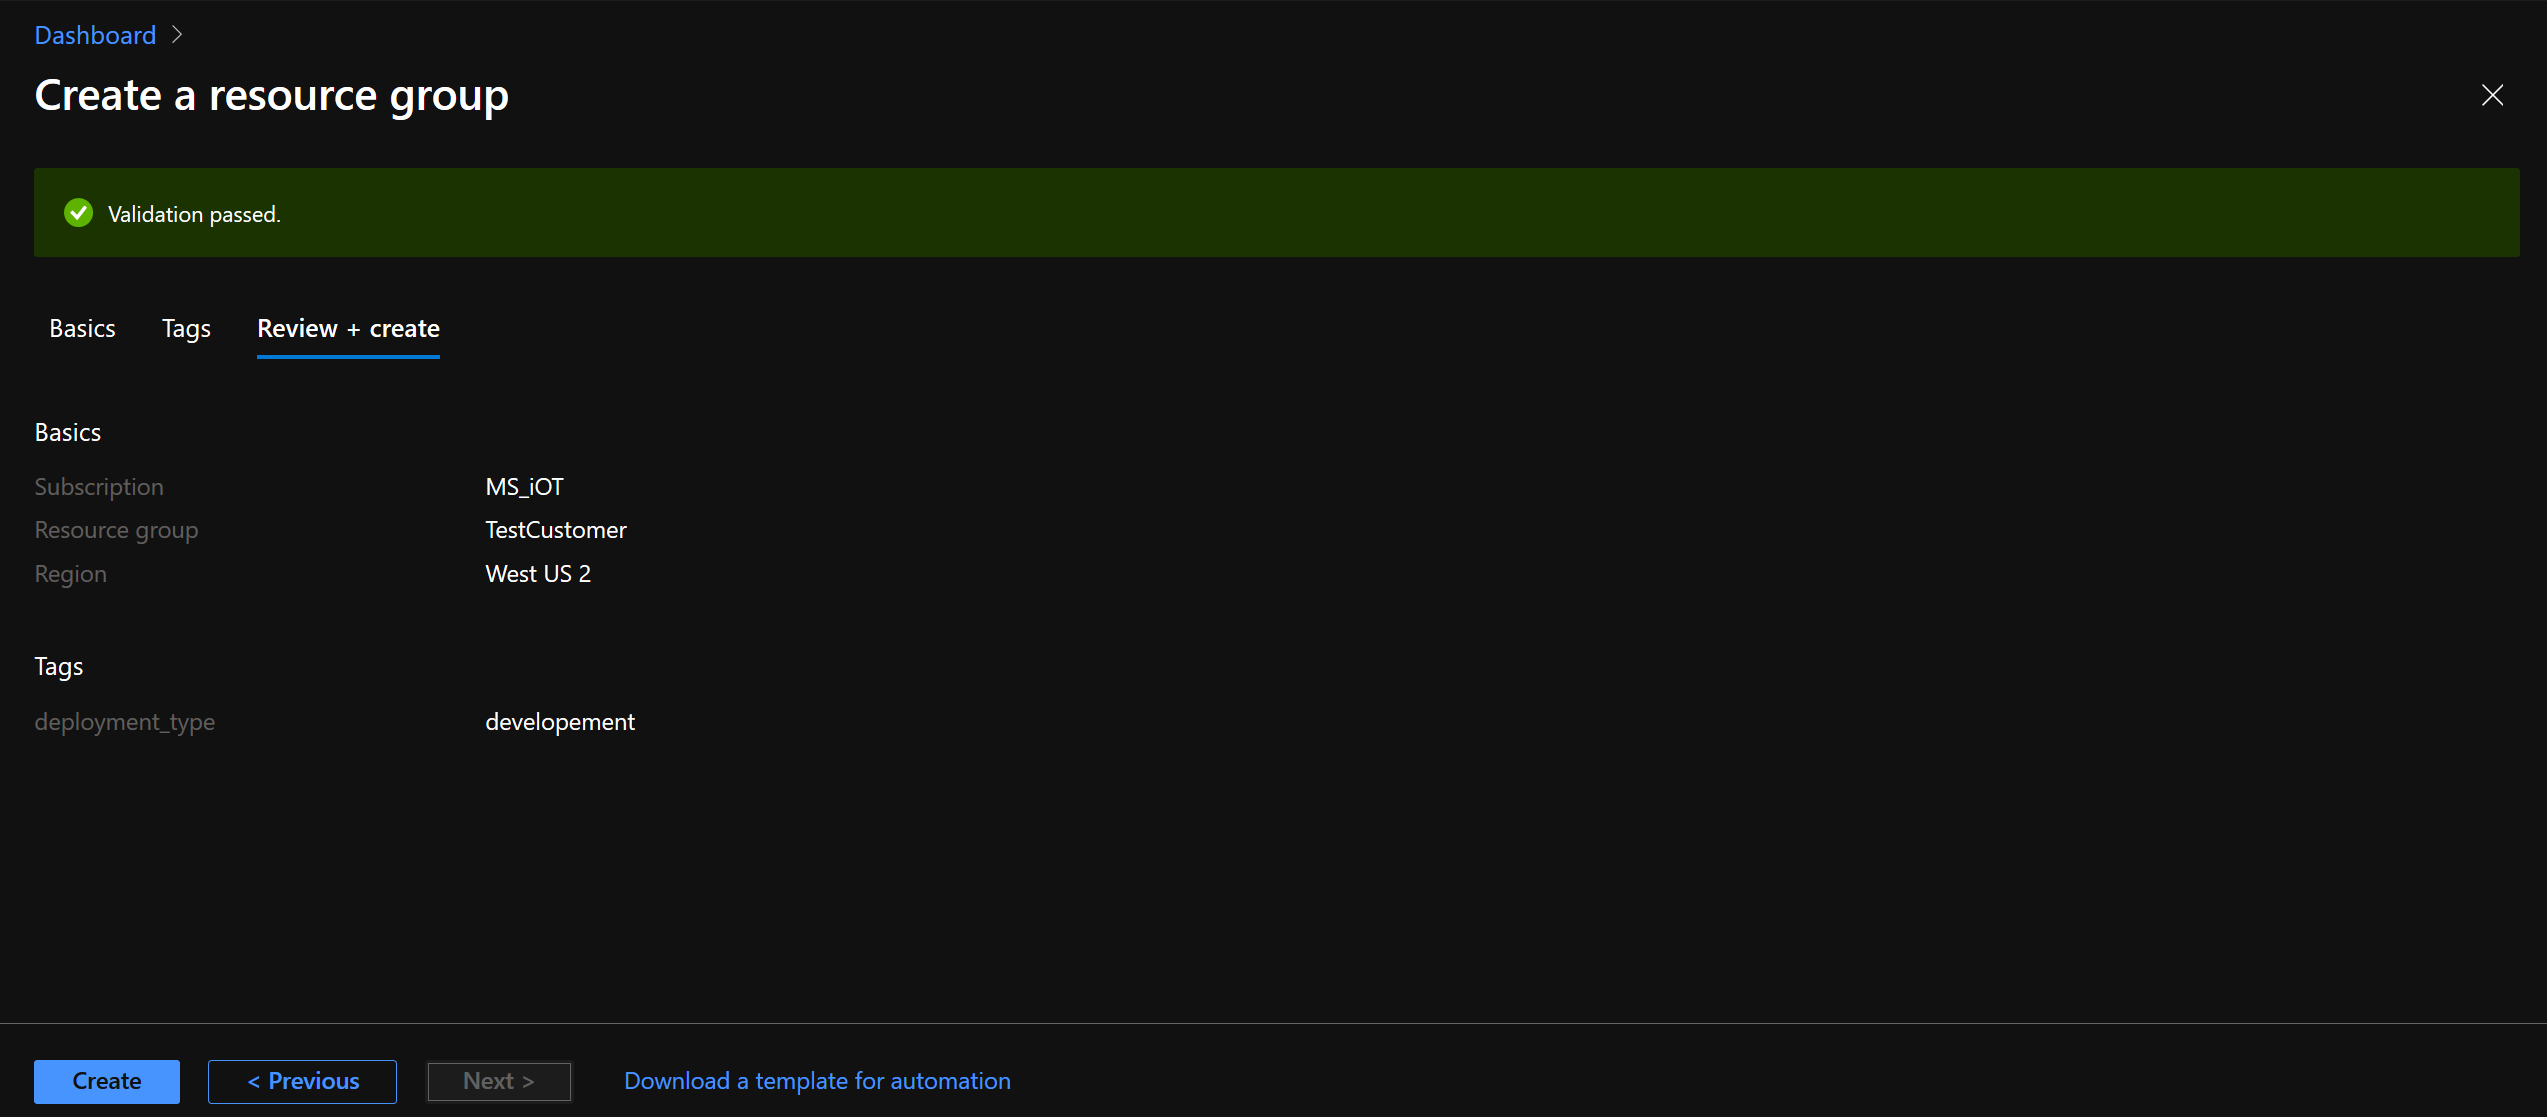 Dashboard >
Create a resource group
Validation passed.
Basics Tags Review + create
Basics
Subscription MS_iOT
Resource group TestCustomer
Region West US 2
Tags
deployment_type developement
Create < Previous Next > Download a template for automation